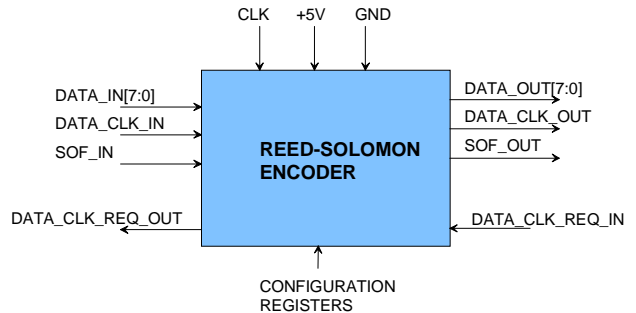 CLK +5V GND
DATA_IN[7:0]
DATA_CLK_IN
SOF_IN
DATA_CLK_REQ_OUT
REED-SOLOMON
ENCODER
DATA_OUT[7:0]
DATA_CLK_OUT
SOF_OUT
DATA_CLK_REQ_IN
CONFIGURATION
REGISTERS